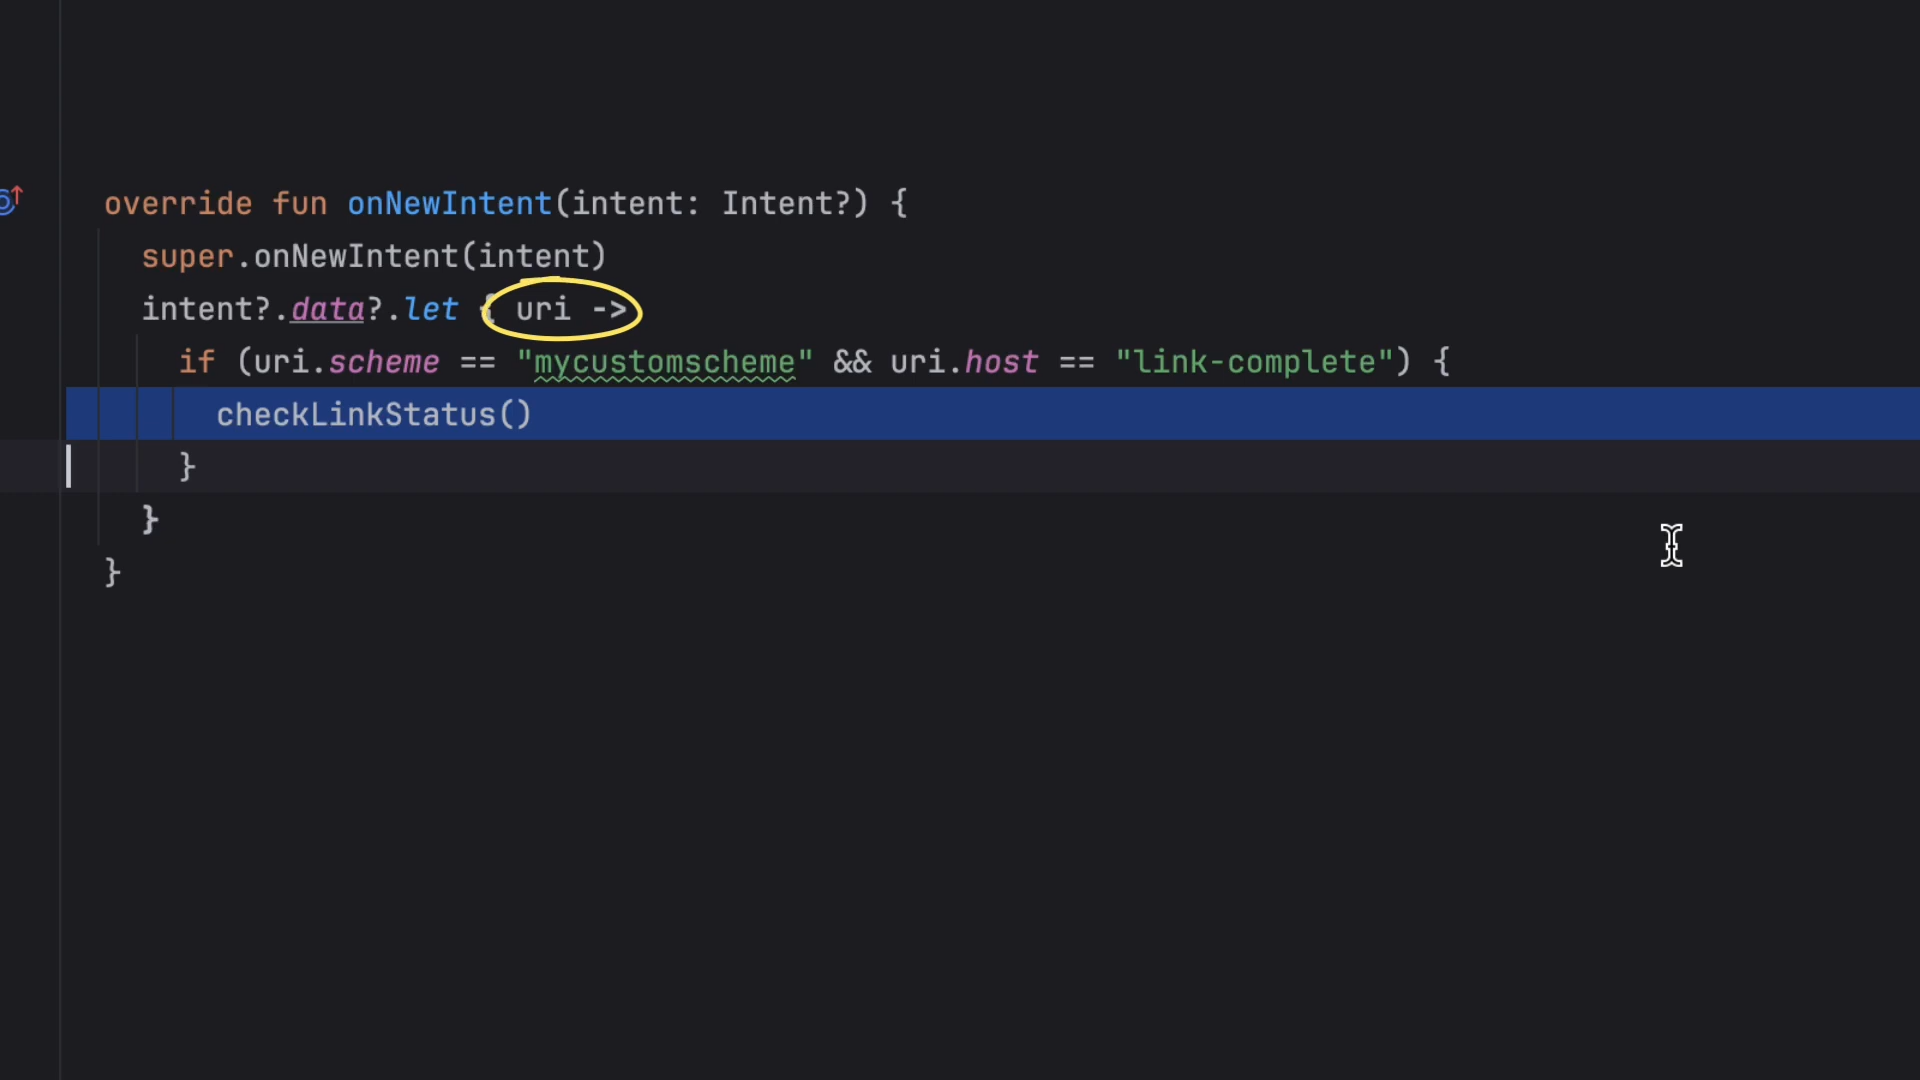 override fun onNewIntent(intent: Intent?) {
super.onNewIntent(intent)
intent?.data?.let { uri ->
if (uri.scheme == "mycustomscheme" && uri.host == "link-complete") {
checkLinkStatus()
}
}
}